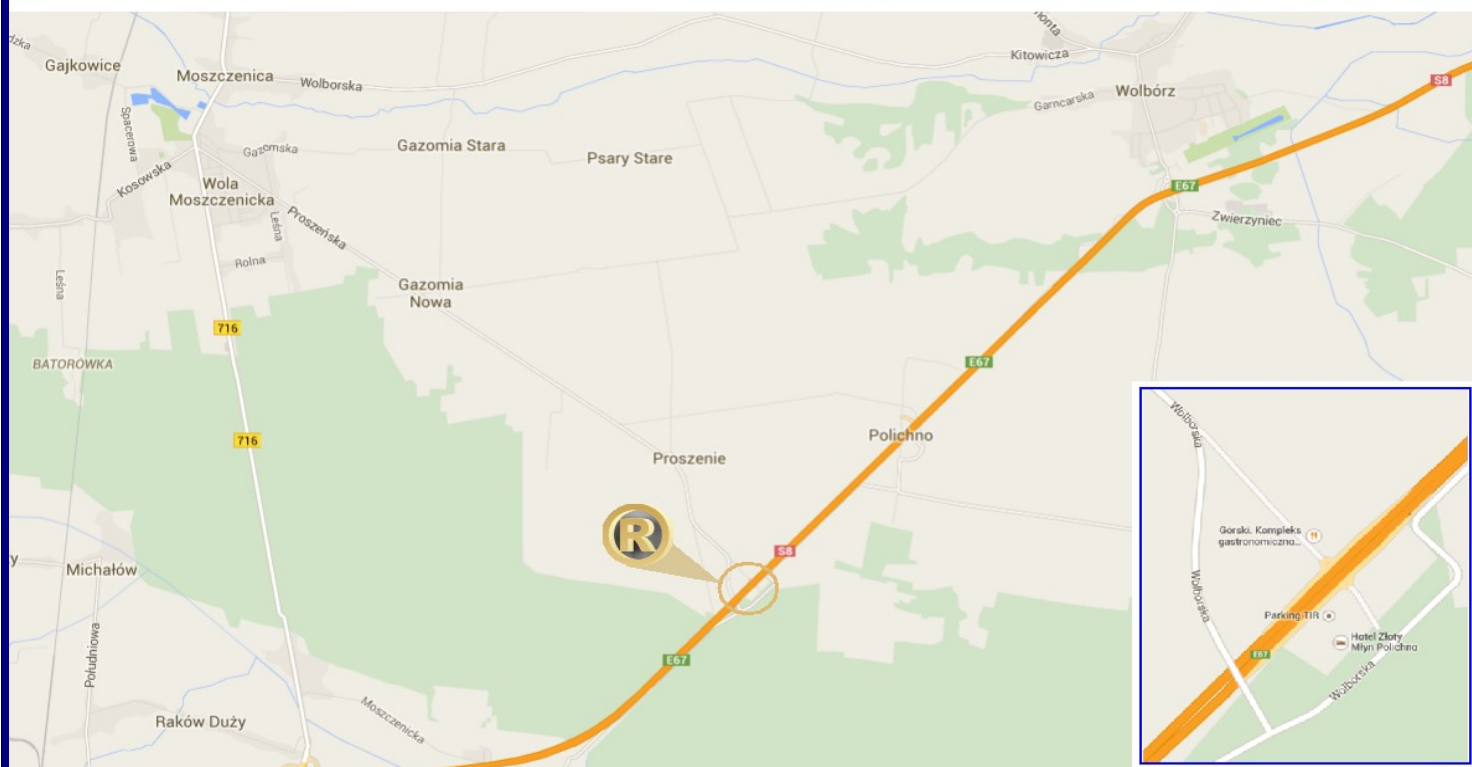 Gajkowice
Moszczenica
Wolborska
Kitowicza
Wolbórz
S8
Spacerowa
Garncarska
Gazomska
Gazomia Stara
Psary Stare
Kosowska
Wola
Moszczenicka
E67
Zwierzyniec
Proszeńska
Leśna
Rolna
Leśna
Gazomia
Nowa
716
BATORÓWKA
E67
716
Polichno
Proszenie
R
S8
Michałów
Południowa
E67
Raków Duży
Moszczenicka
Wolborska
Górski. Kompleks
gastronomiczno...
Wolborska
Parking TIR
Hotel Złoty
Młyn Polichno
E67
Wolborska